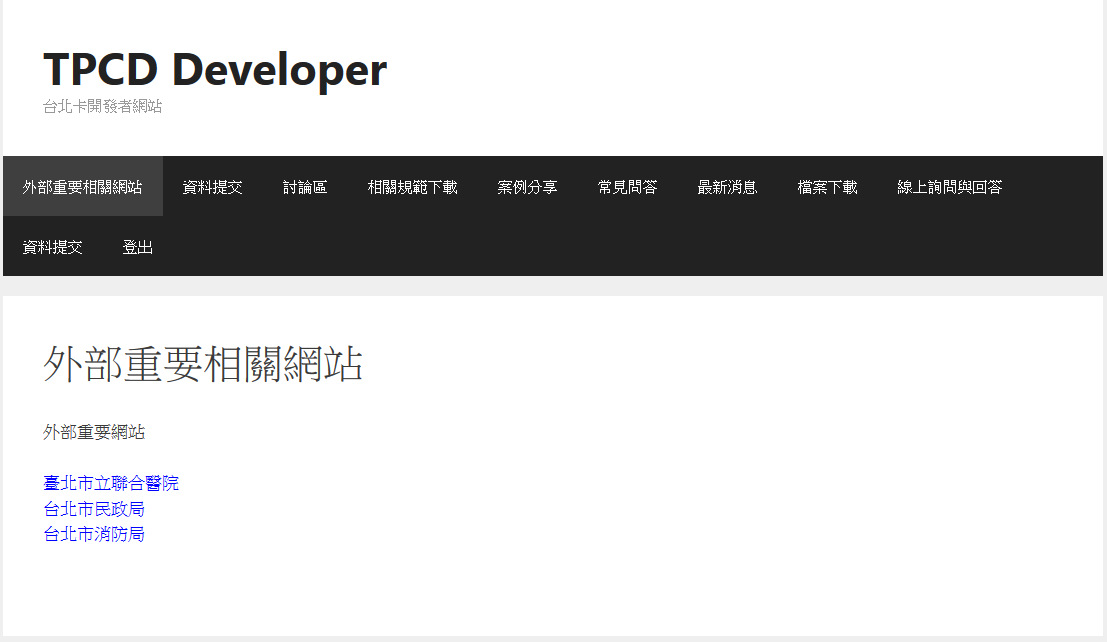 TPCD Developer
台北卡開發者網站
外部重要相關網站 資料提交 討論區 相關規範下載 案例分享 常見問答 最新消息 檔案下載 線上詢問與回答
資料提交 登出
外部重要相關網站
外部重要網站
臺北市立聯合醫院
台北市民政局
台北市消防局